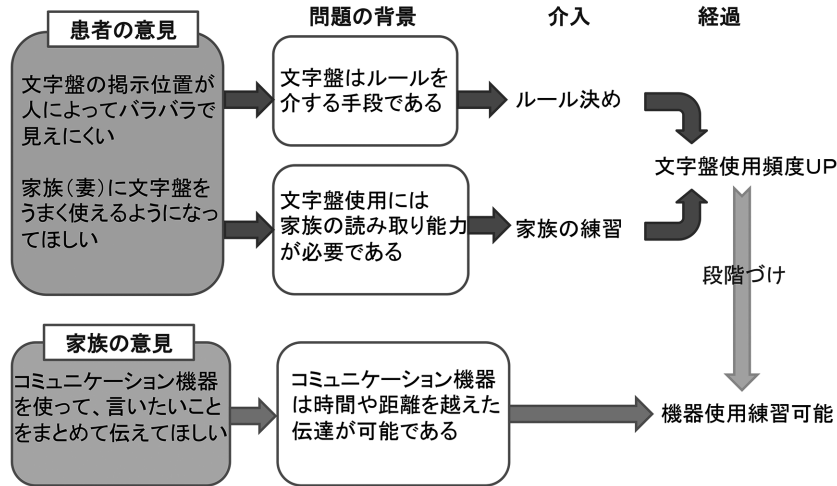 患者の意見
問題の背景
介入
経過
文字盤の掲示位置が
人によってバラバラで
見えにくい
家族（妻）に文字盤を
うまく使えるようになっ
てほしい
文字盤はルールを
介する手段である
ルール決め
文字盤使用には
家族の読み取り能力
が必要である
家族の練習
文字盤使用頻度UP
段階づけ
家族の意見
コミュニケーション機器
を使って、言いたいこと
をまとめて伝えてほしい
コミュニケーション機器
は時間や距離を越えた
伝達が可能である
機器使用練習可能